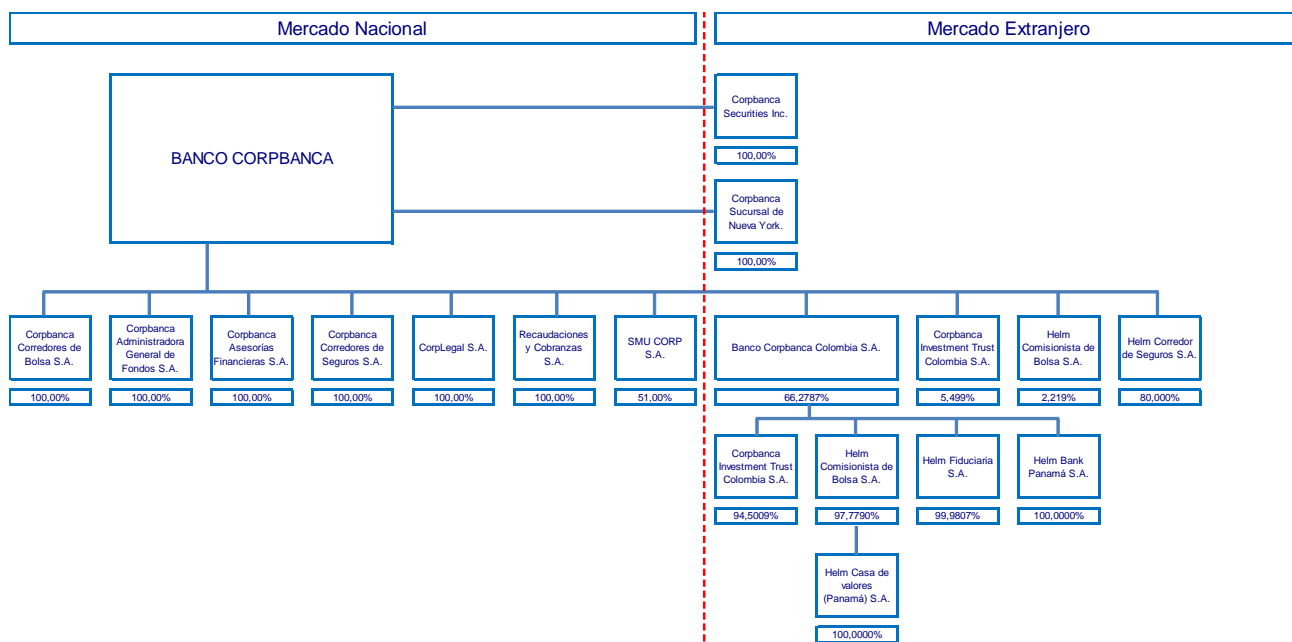 Mercado Nacional
Mercado Extranjero
BANCO CORPBANCA
Corpbanca
Securities Inc.
100,00%
Corpbanca
Sucursal de
Nueva York.
100,00%
Corpbanca
Corredores de
Bolsa S.A.
100,00%
Corpbanca
Administradora
General de
Fondos S.A.
100,00%
Corpbanca
Asesorías
Financieras S.A.
100,00%
Corpbanca
Corredores de
Seguros S.A.
100,00%
CorpLegal S.A.
100,00%
Recaudaciones
y Cobranzas
S.A.
100,00%
SMU CORP
S.A.
51,00%
Banco Corpbanca Colombia S.A.
66,2787%
Corpbanca
Investment Trust
Colombia S.A.
5,499%
Helm
Comisionista de
Bolsa S.A.
2,219%
Helm Corredor
de Seguros S.A.
80,000%
Corpbanca
Investment Trust
Colombia S.A.
94,5009%
Helm
Comisionista de
Bolsa S.A.
97,7790%
Helm Fiduciaria
S.A.
99,9807%
Helm Bank
Panamá S.A.
100,0000%
Helm Casa de
valores
(Panamá) S.A.
100,0000%